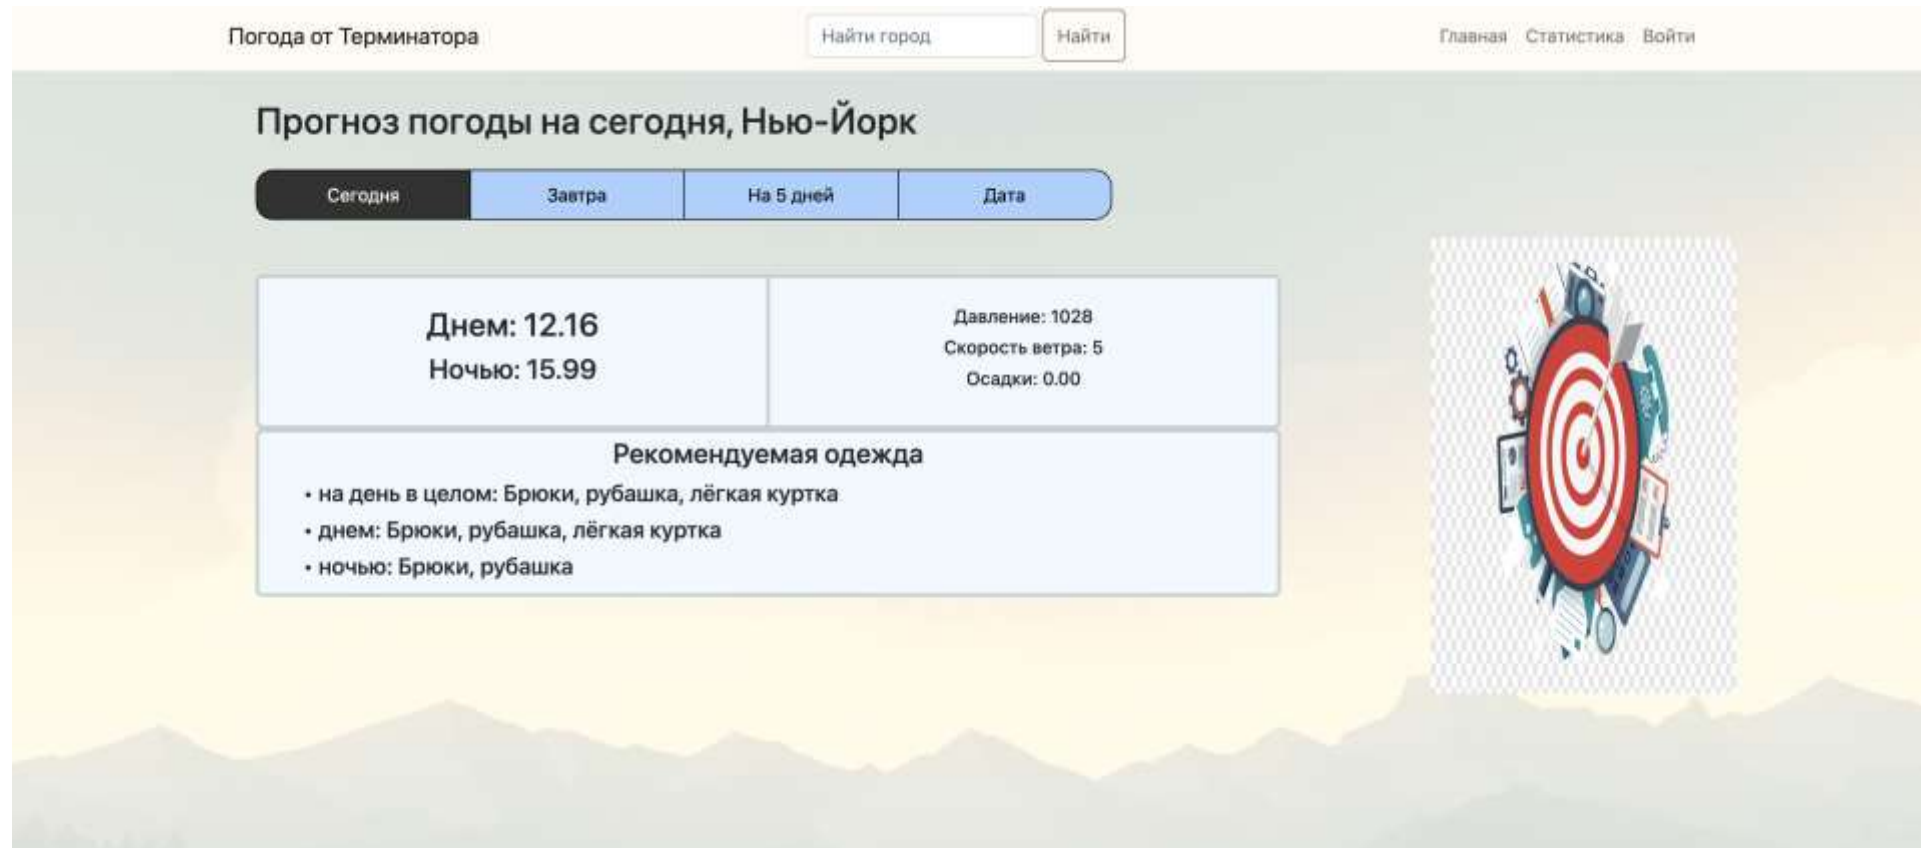 Погода от Терминатора
Найти город
Найти
Главная Статистика Войти
Прогноз погоды на сегодня, Нью-Йорк
Сегодня
Завтра
На 5 дней
Дата
Днем: 12.16
Ночью: 15.99
Давление: 1028
Скорость ветра: 5
Осадки: 0.00
Рекомендуемая одежда
• на день в целом: Брюки, рубашка, лёгкая куртка
• днем: Брюки, рубашка, лёгкая куртка
• ночью: Брюки, рубашка